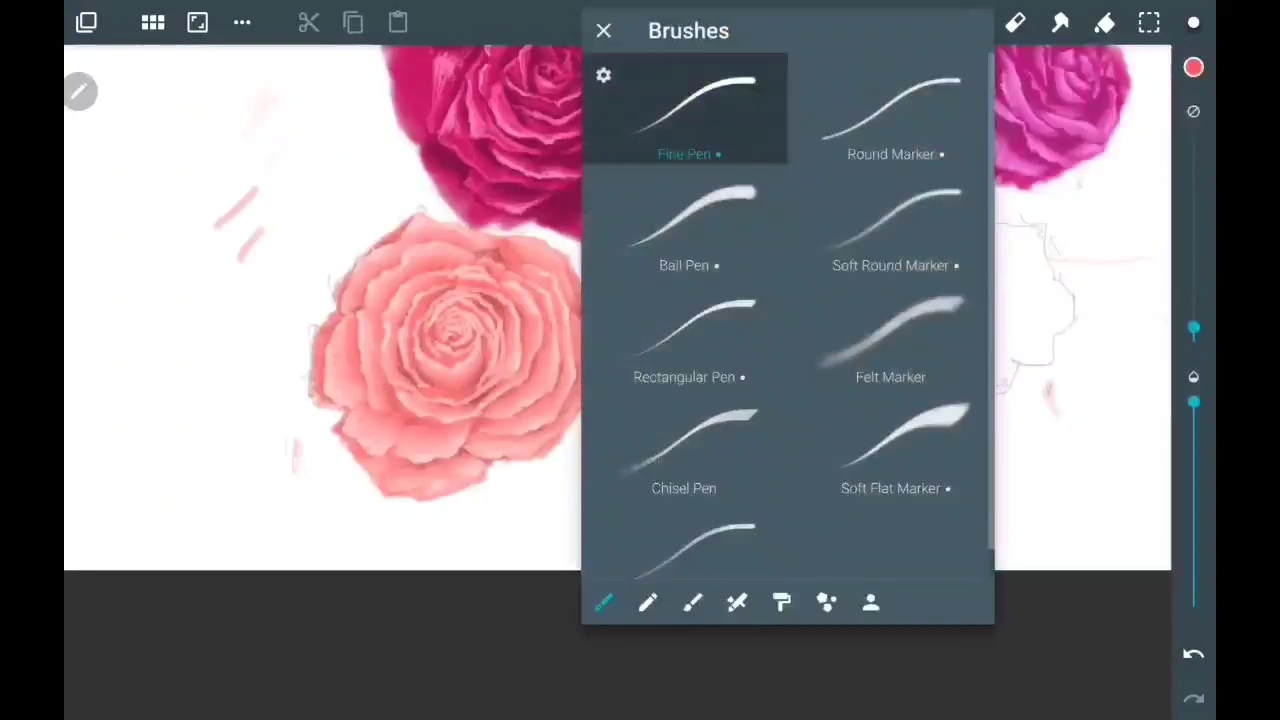 Brushes
Fine Pen •
Round Marker •
Ball Pen •
Soft Round Marker •
Rectangular Pen •
Felt Marker
Chisel Pen
Soft Flat Marker •